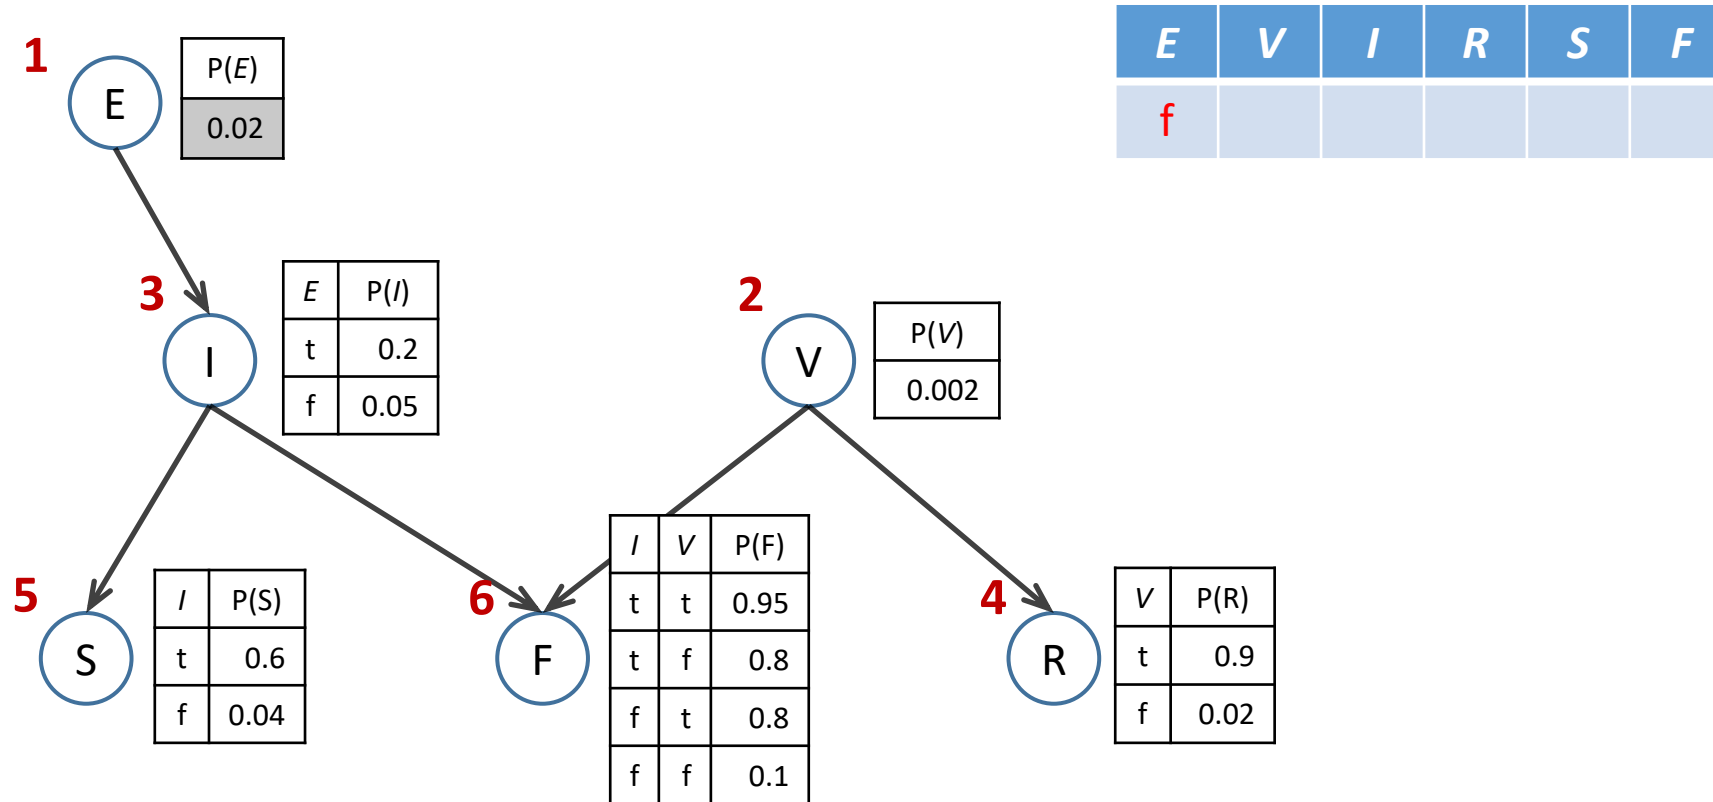 E V I R S F
f
1
E
P(E)
0.02
3
I
E P(I)
t 0.2
f 0.05
2
V
P(V)
0.002
5
S
I P(S)
t 0.6
f 0.04
6
F
I V P(F)
t t 0.95
t f 0.8
f t 0.8
f f 0.1
4
R
V P(R)
t 0.9
f 0.02